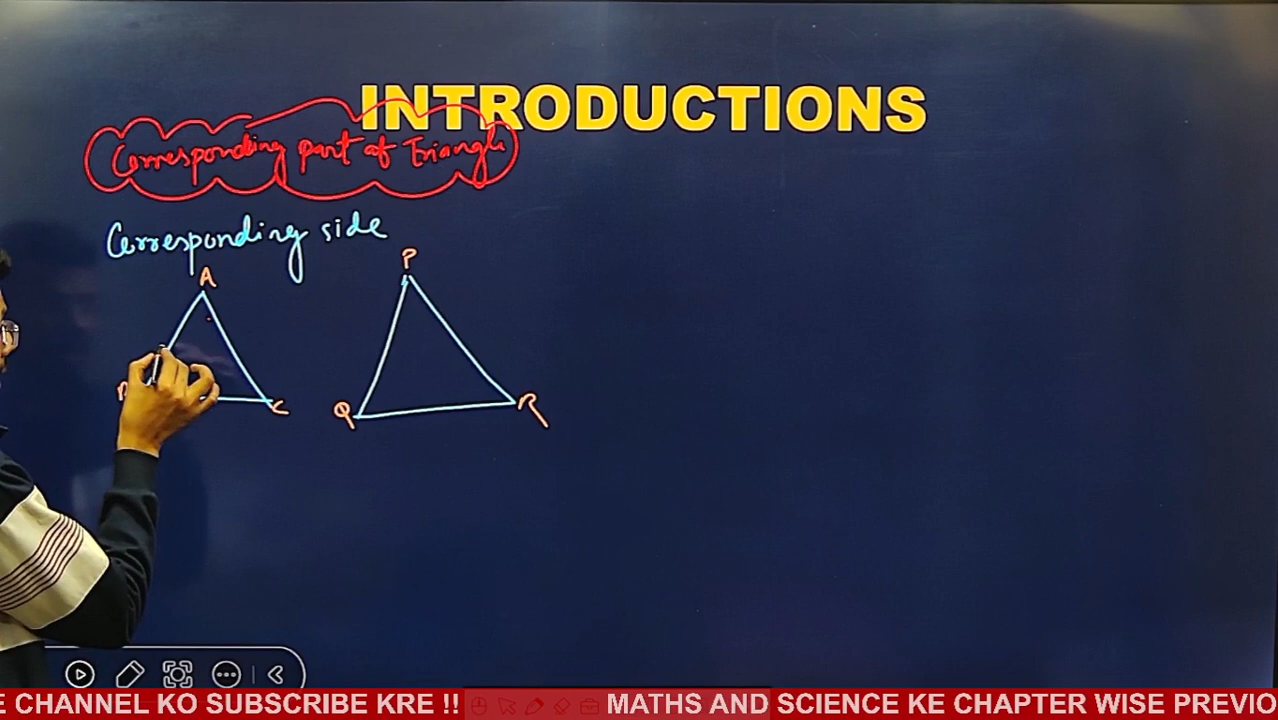 INTRODUCTIONS
Corresponding part of Triangle
Corresponding side
A
P
C
Q
R
E CHANNEL KO SUBSCRIBE KRE !!
MATHS AND SCIENCE KE CHAPTER WISE PREVIO